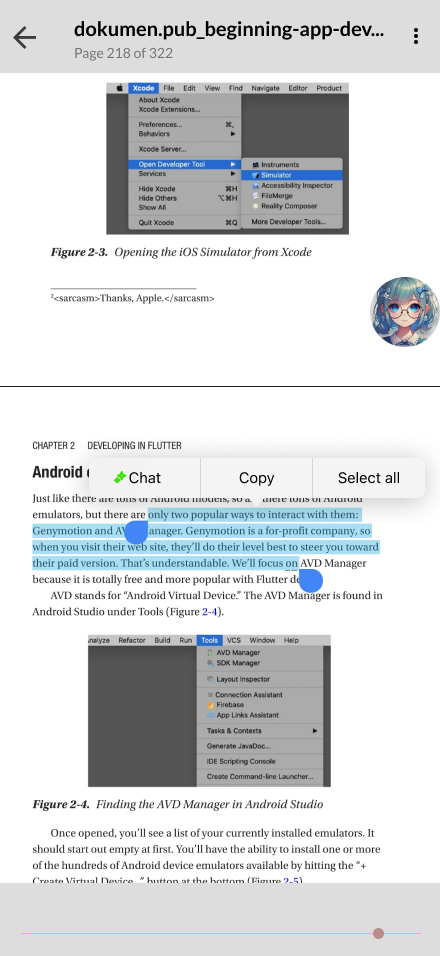 dokumen.pub_beginning-app-dev...
Page 218 of 322
Xcode File Edit View Find Navigate Editor Product
About Xcode
Xcode Extensions...
Preferences... ⌘,
Behaviors
Xcode Server...
Open Developer Tool
Services
Hide Xcode ⌘H
Hide Others ⌥⌘H
Show All
Quit Xcode ⌘Q
Instruments
Simulator
Accessibility Inspector
FileMerge
Reality Composer
More Developer Tools...
Figure 2-3. Opening the iOS Simulator from Xcode
2<sarcasm>Thanks, Apple.</sarcasm>
CHAPTER 2 DEVELOPING IN FLUTTER
Android
Chat Copy Select all
Just like there are tons of Android models, so there tons of Android
emulators, but there are only two popular ways to interact with them:
Genymotion and AV anager. Genymotion is a for-profit company, so
when you visit their web site, they'll do their level best to steer you toward
their paid version. That's understandable. We'll focus on AVD Manager
because it is totally free and more popular with Flutter de
AVD stands for "Android Virtual Device." The AVD Manager is found in
Android Studio under Tools (Figure 2-4).
nalyze Refactor Build Run Tools VCS Window Help
AVD Manager
SDK Manager
Layout Inspector
Connection Assistant
Firebase
App Links Assistant
Tasks & Contexts
Generate JavaDoc...
IDE Scripting Console
Create Command-line Launcher...
Figure 2-4. Finding the AVD Manager in Android Studio
Once opened, you'll see a list of your currently installed emulators. It
should start out empty at first. You'll have the ability to install one or more
of the hundreds of Android device emulators available by hitting the "+
Create Virtual Device..." button at the bottom (Figure 2-5).